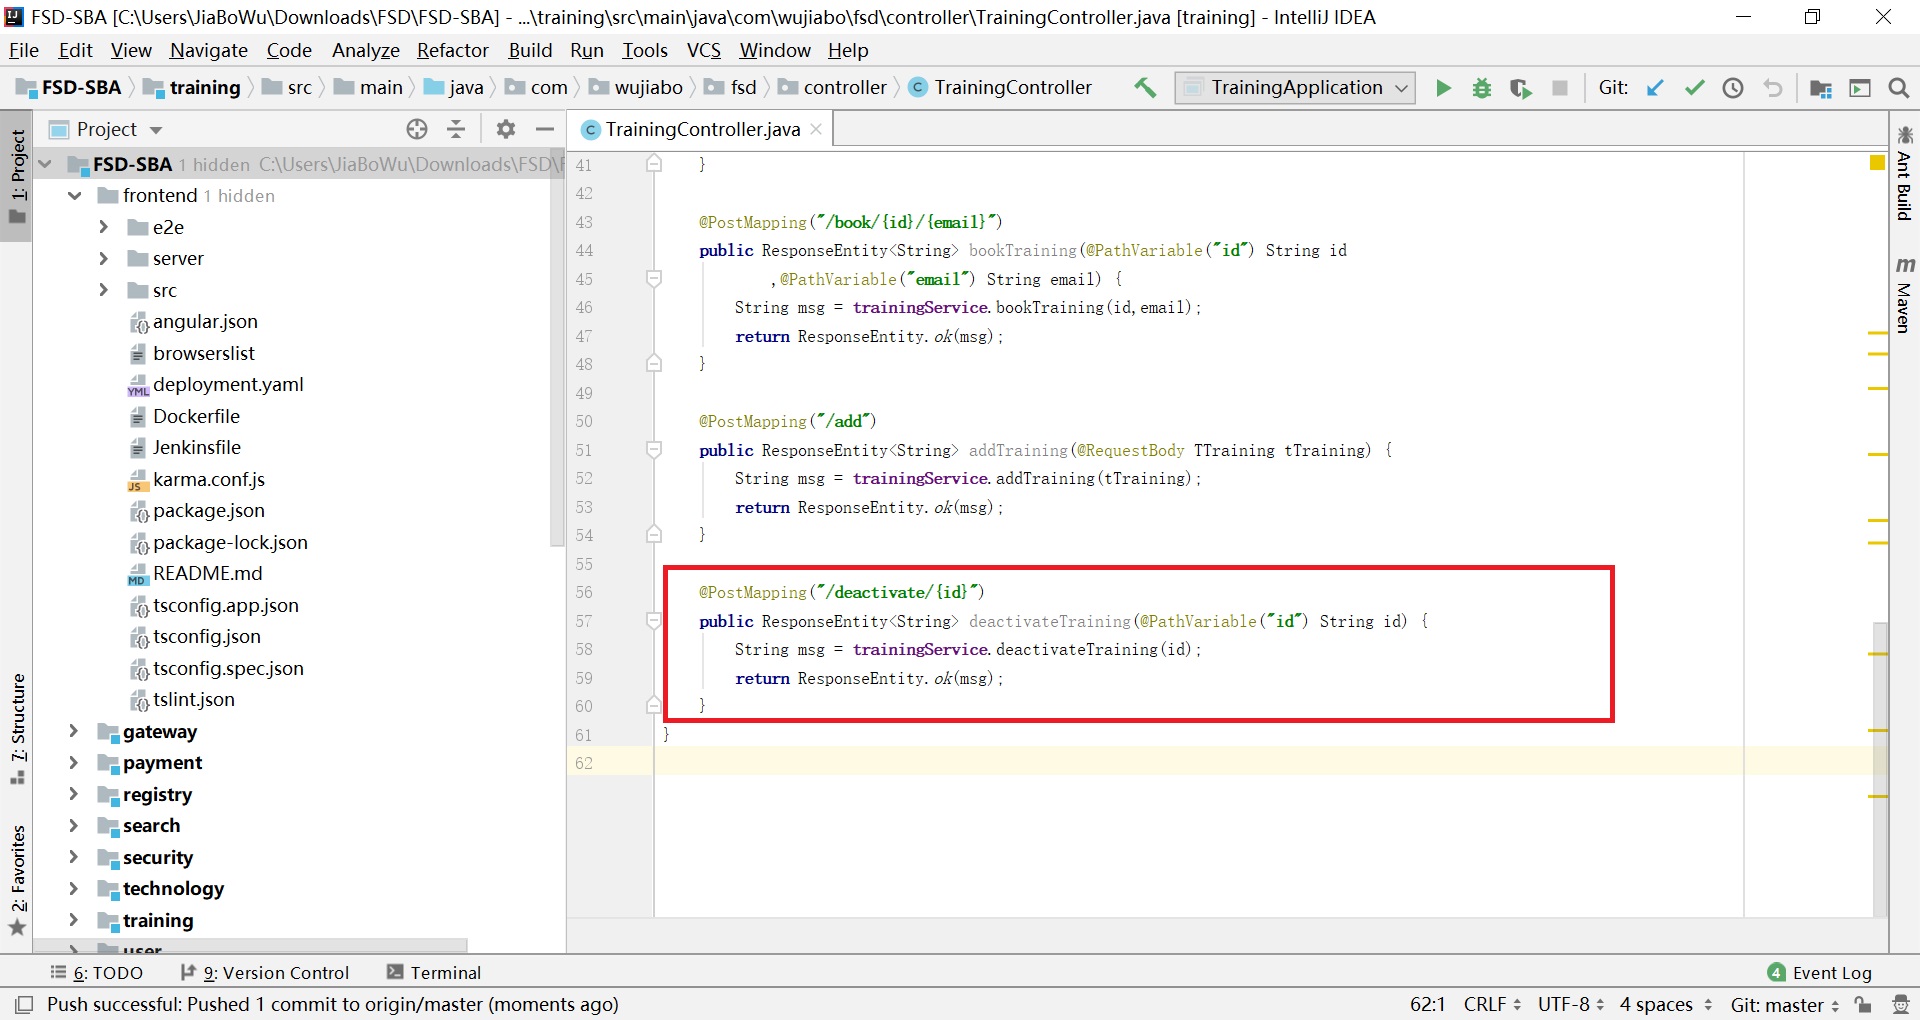 FSD-SBA [C:\Users\JiaBoWu\Downloads\FSD\FSD-SBA] - ...\training\src\main\java\com\wujiabo\fsd\controller\TrainingController.java [training] - IntelliJ IDEA
File Edit View Navigate Code Analyze Refactor Build Run Tools VCS Window Help
FSD-SBA training src main java com wujiabo fsd controller TrainingController TrainingApplication Git:
Project
TrainingController.java
1: Project
7: Structure
2: Favorites
FSD-SBA 1 hidden C:\Users\JiaBoWu\Downloads\FSD\F
frontend 1 hidden
e2e
server
src
angular.json
browserslist
deployment.yaml
Dockerfile
Jenkinsfile
karma.conf.js
package.json
package-lock.json
README.md
tsconfig.app.json
tsconfig.json
tsconfig.spec.json
tslint.json
gateway
payment
registry
search
security
technology
training
user
41 }
42
43 @PostMapping("/book/{id}/{email}")
44 public ResponseEntity<String> bookTraining(@PathVariable("id") String id
45 ,@PathVariable("email") String email) {
46 String msg = trainingService.bookTraining(id,email);
47 return ResponseEntity.ok(msg);
48 }
49
50 @PostMapping("/add")
51 public ResponseEntity<String> addTraining(@RequestBody TTraining tTraining) {
52 String msg = trainingService.addTraining(tTraining);
53 return ResponseEntity.ok(msg);
54 }
55
56 @PostMapping("/deactivate/{id}")
57 public ResponseEntity<String> deactivateTraining(@PathVariable("id") String id) {
58 String msg = trainingService.deactivateTraining(id);
59 return ResponseEntity.ok(msg);
60 }
61 }
62
Ant Build
m Maven
6: TODO 9: Version Control Terminal 4 Event Log
Push successful: Pushed 1 commit to origin/master (moments ago) 62:1 CRLF UTF-8 4 spaces Git: master